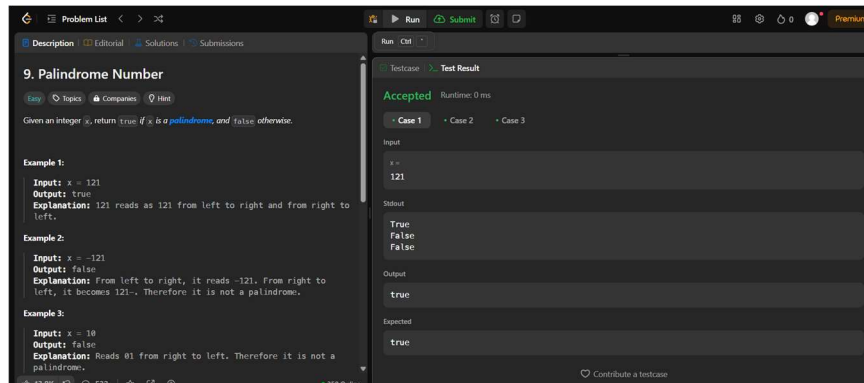 Problem List
Run
Submit
0
Premium
Description
Editorial
Solutions
Submissions
Run Ctrl '
9. Palindrome Number
Easy
Topics
Companies
Hint
Given an integer x, return true if x is a palindrome, and false otherwise.
Example 1:
Input: x = 121
Output: true
Explanation: 121 reads as 121 from left to right and from right to
left.
Example 2:
Input: x = -121
Output: false
Explanation: From left to right, it reads -121. From right to
left, it becomes 121-. Therefore it is not a palindrome.
Example 3:
Input: x = 10
Output: false
Explanation: Reads 01 from right to left. Therefore it is not a
palindrome.
Testcase
Test Result
Accepted Runtime: 0 ms
• Case 1 • Case 2 • Case 3
Input
x =
121
Stdout
True
False
False
Output
true
Expected
true
Contribute a testcase